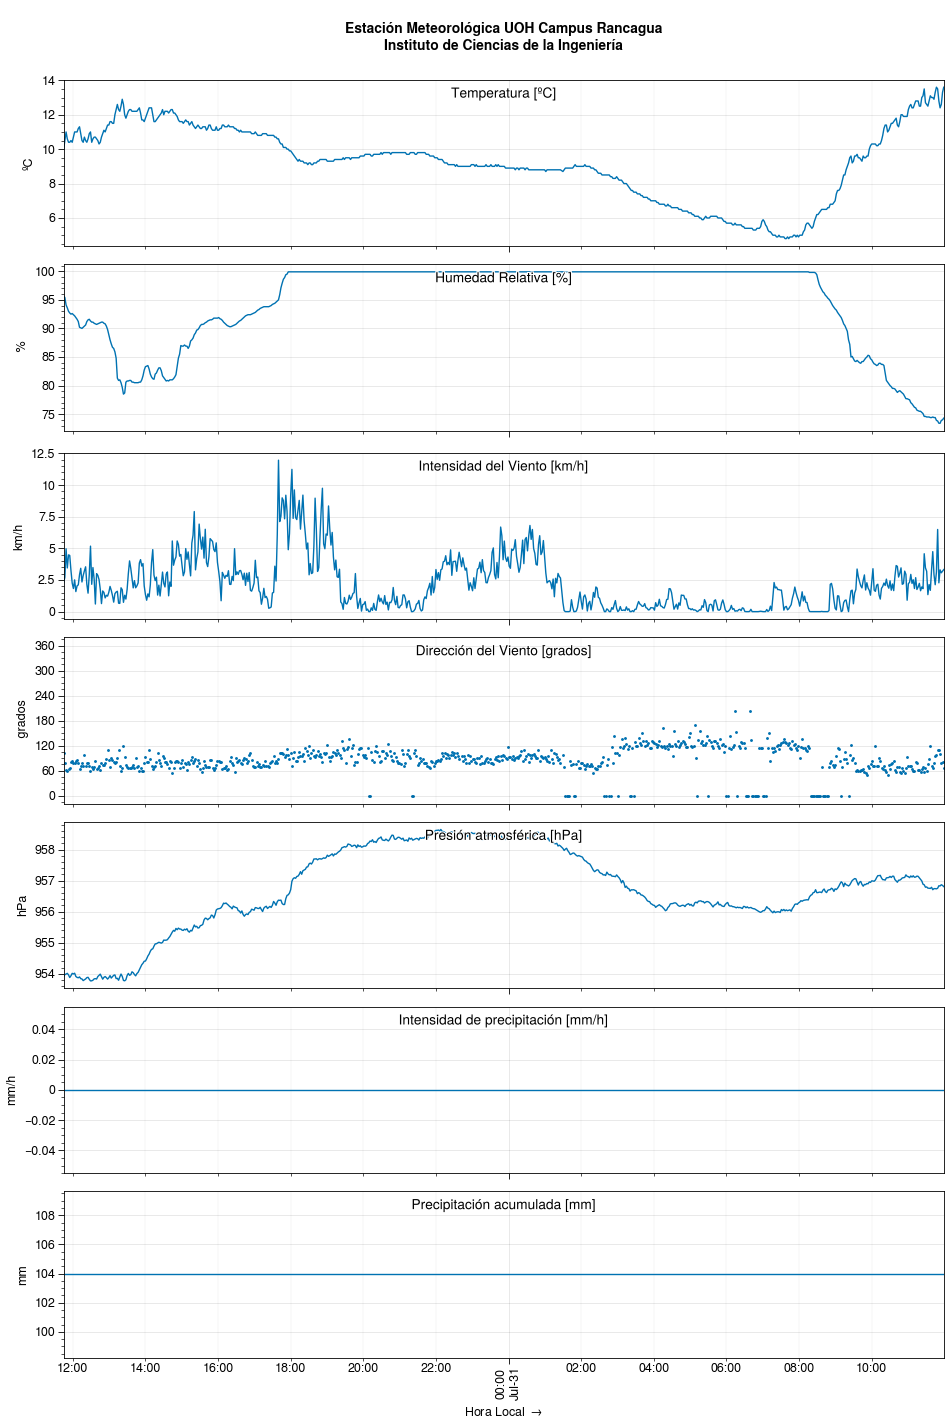 Estación Meteorológica UOH Campus Rancagua
Instituto de Ciencias de la Ingeniería
Temperatura [ºC]
ºC
14
12
10
8
6
Humedad Relativa [%]
%
100
95
90
85
80
75
Intensidad del Viento [km/h]
km/h
12.5
10
7.5
5
2.5
0
Dirección del Viento [grados]
grados
360
300
240
180
120
60
0
Presión atmosférica [hPa]
hPa
958
957
956
955
954
Intensidad de precipitación [mm/h]
mm/h
0.04
0.02
0
−0.02
−0.04
Precipitación acumulada [mm]
mm
108
106
104
102
100
12:00 14:00 16:00 18:00 20:00 22:00 00:00 02:00 04:00 06:00 08:00 10:00
Jul-31
Hora Local →